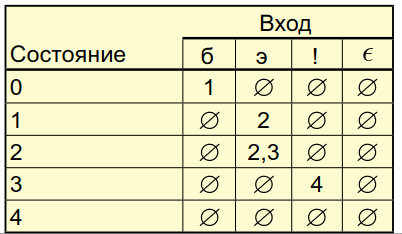 Вход
Состояние б э ! ϵ
0 1 ∅ ∅ ∅
1 ∅ 2 ∅ ∅
2 ∅ 2,3 ∅ ∅
3 ∅ ∅ 4 ∅
4 ∅ ∅ ∅ ∅